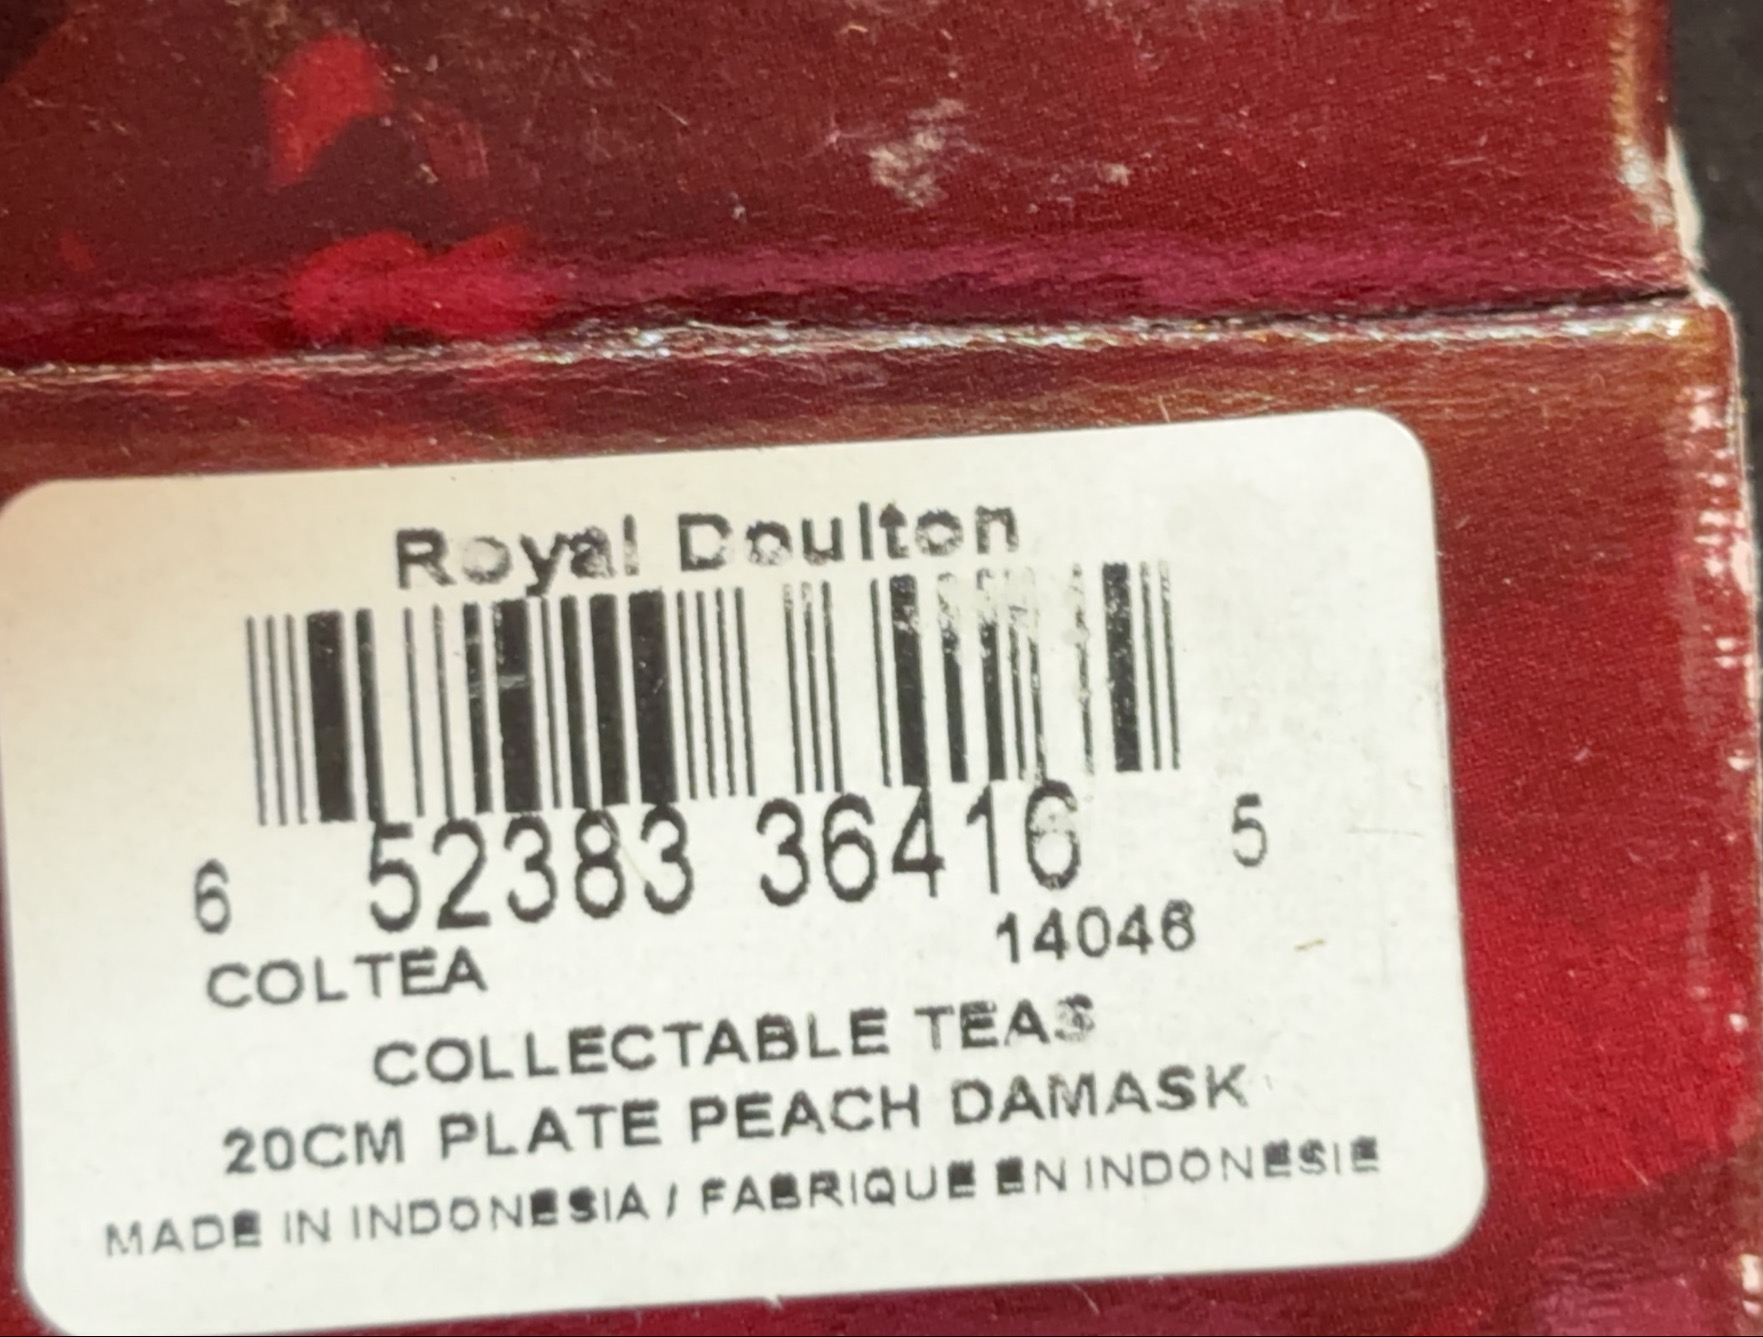 Royal Doulton
6 52383 36416 5
COLTEA 14046
COLLECTABLE TEAS
20CM PLATE PEACH DAMASK
MADE IN INDONESIA / FABRIQUE EN INDONESIE